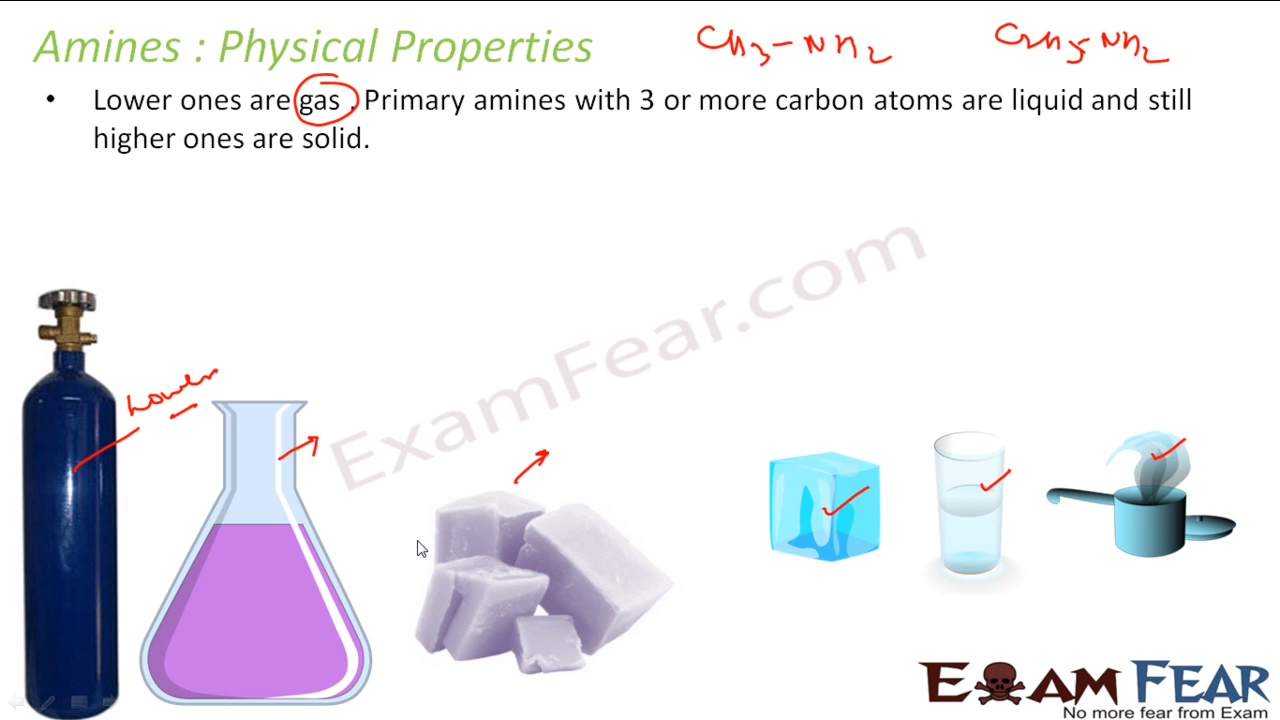 Amines : Physical Properties
CH3-NH2
C2H5-NH2
• Lower ones are gas . Primary amines with 3 or more carbon atoms are liquid and still
higher ones are solid.
ExamFear.com
Lower
EXAM FEAR
No more fear from Exam